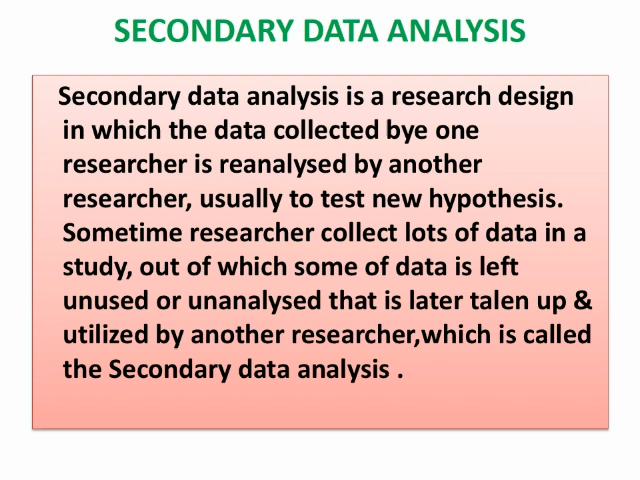 SECONDARY DATA ANALYSIS
Secondary data analysis is a research design
in which the data collected bye one
researcher is reanalysed by another
researcher, usually to test new hypothesis.
Sometime researcher collect lots of data in a
study, out of which some of data is left
unused or unanalysed that is later talen up &
utilized by another researcher,which is called
the Secondary data analysis .